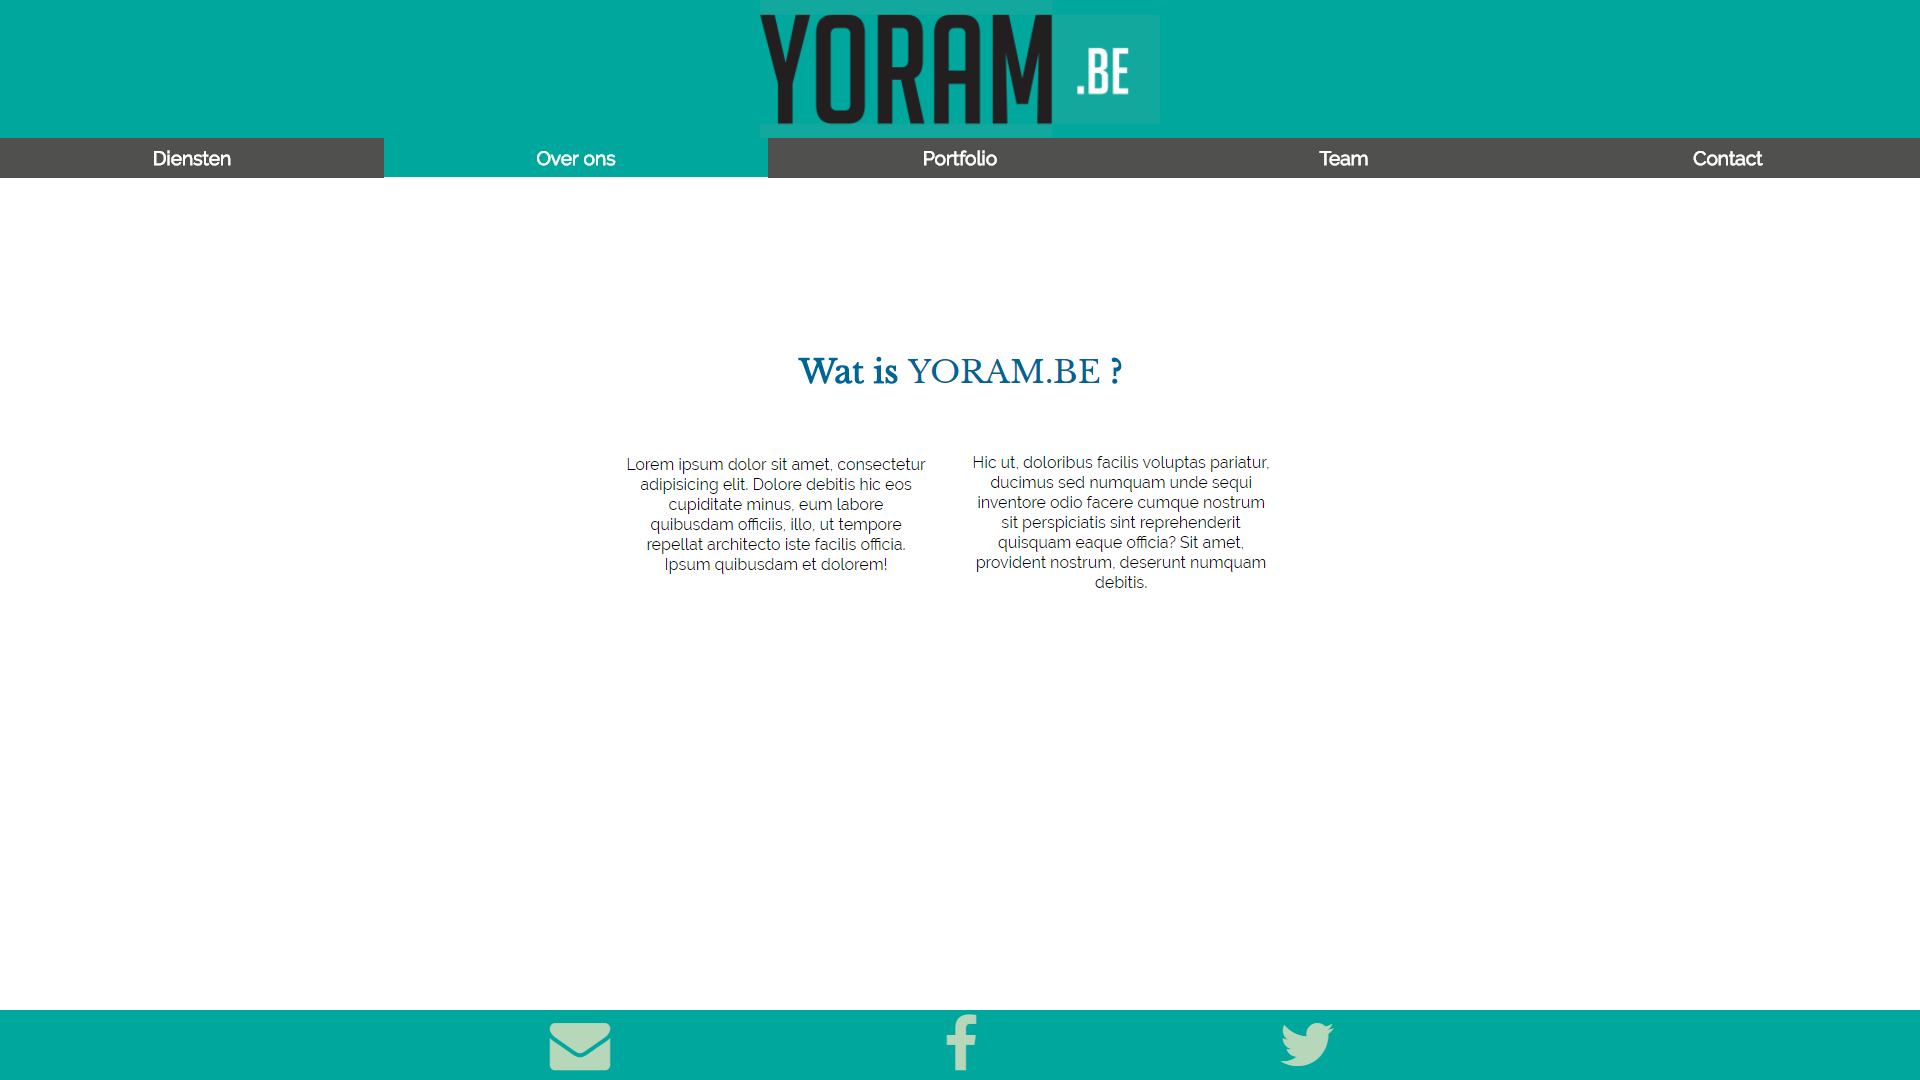 YORAM .BE
Diensten
Over ons
Portfolio
Team
Contact
Wat is YORAM.BE ?
Lorem ipsum dolor sit amet, consectetur
adipisicing elit. Dolore debitis hic eos
cupiditate minus, eum labore
quibusdam officiis, illo, ut tempore
repellat architecto iste facilis officia.
Ipsum quibusdam et dolorem!
Hic ut, doloribus facilis voluptas pariatur,
ducimus sed numquam unde sequi
inventore odio facere cumque nostrum
sit perspiciatis sint reprehenderit
quisquam eaque officia? Sit amet,
provident nostrum, deserunt numquam
debitis.